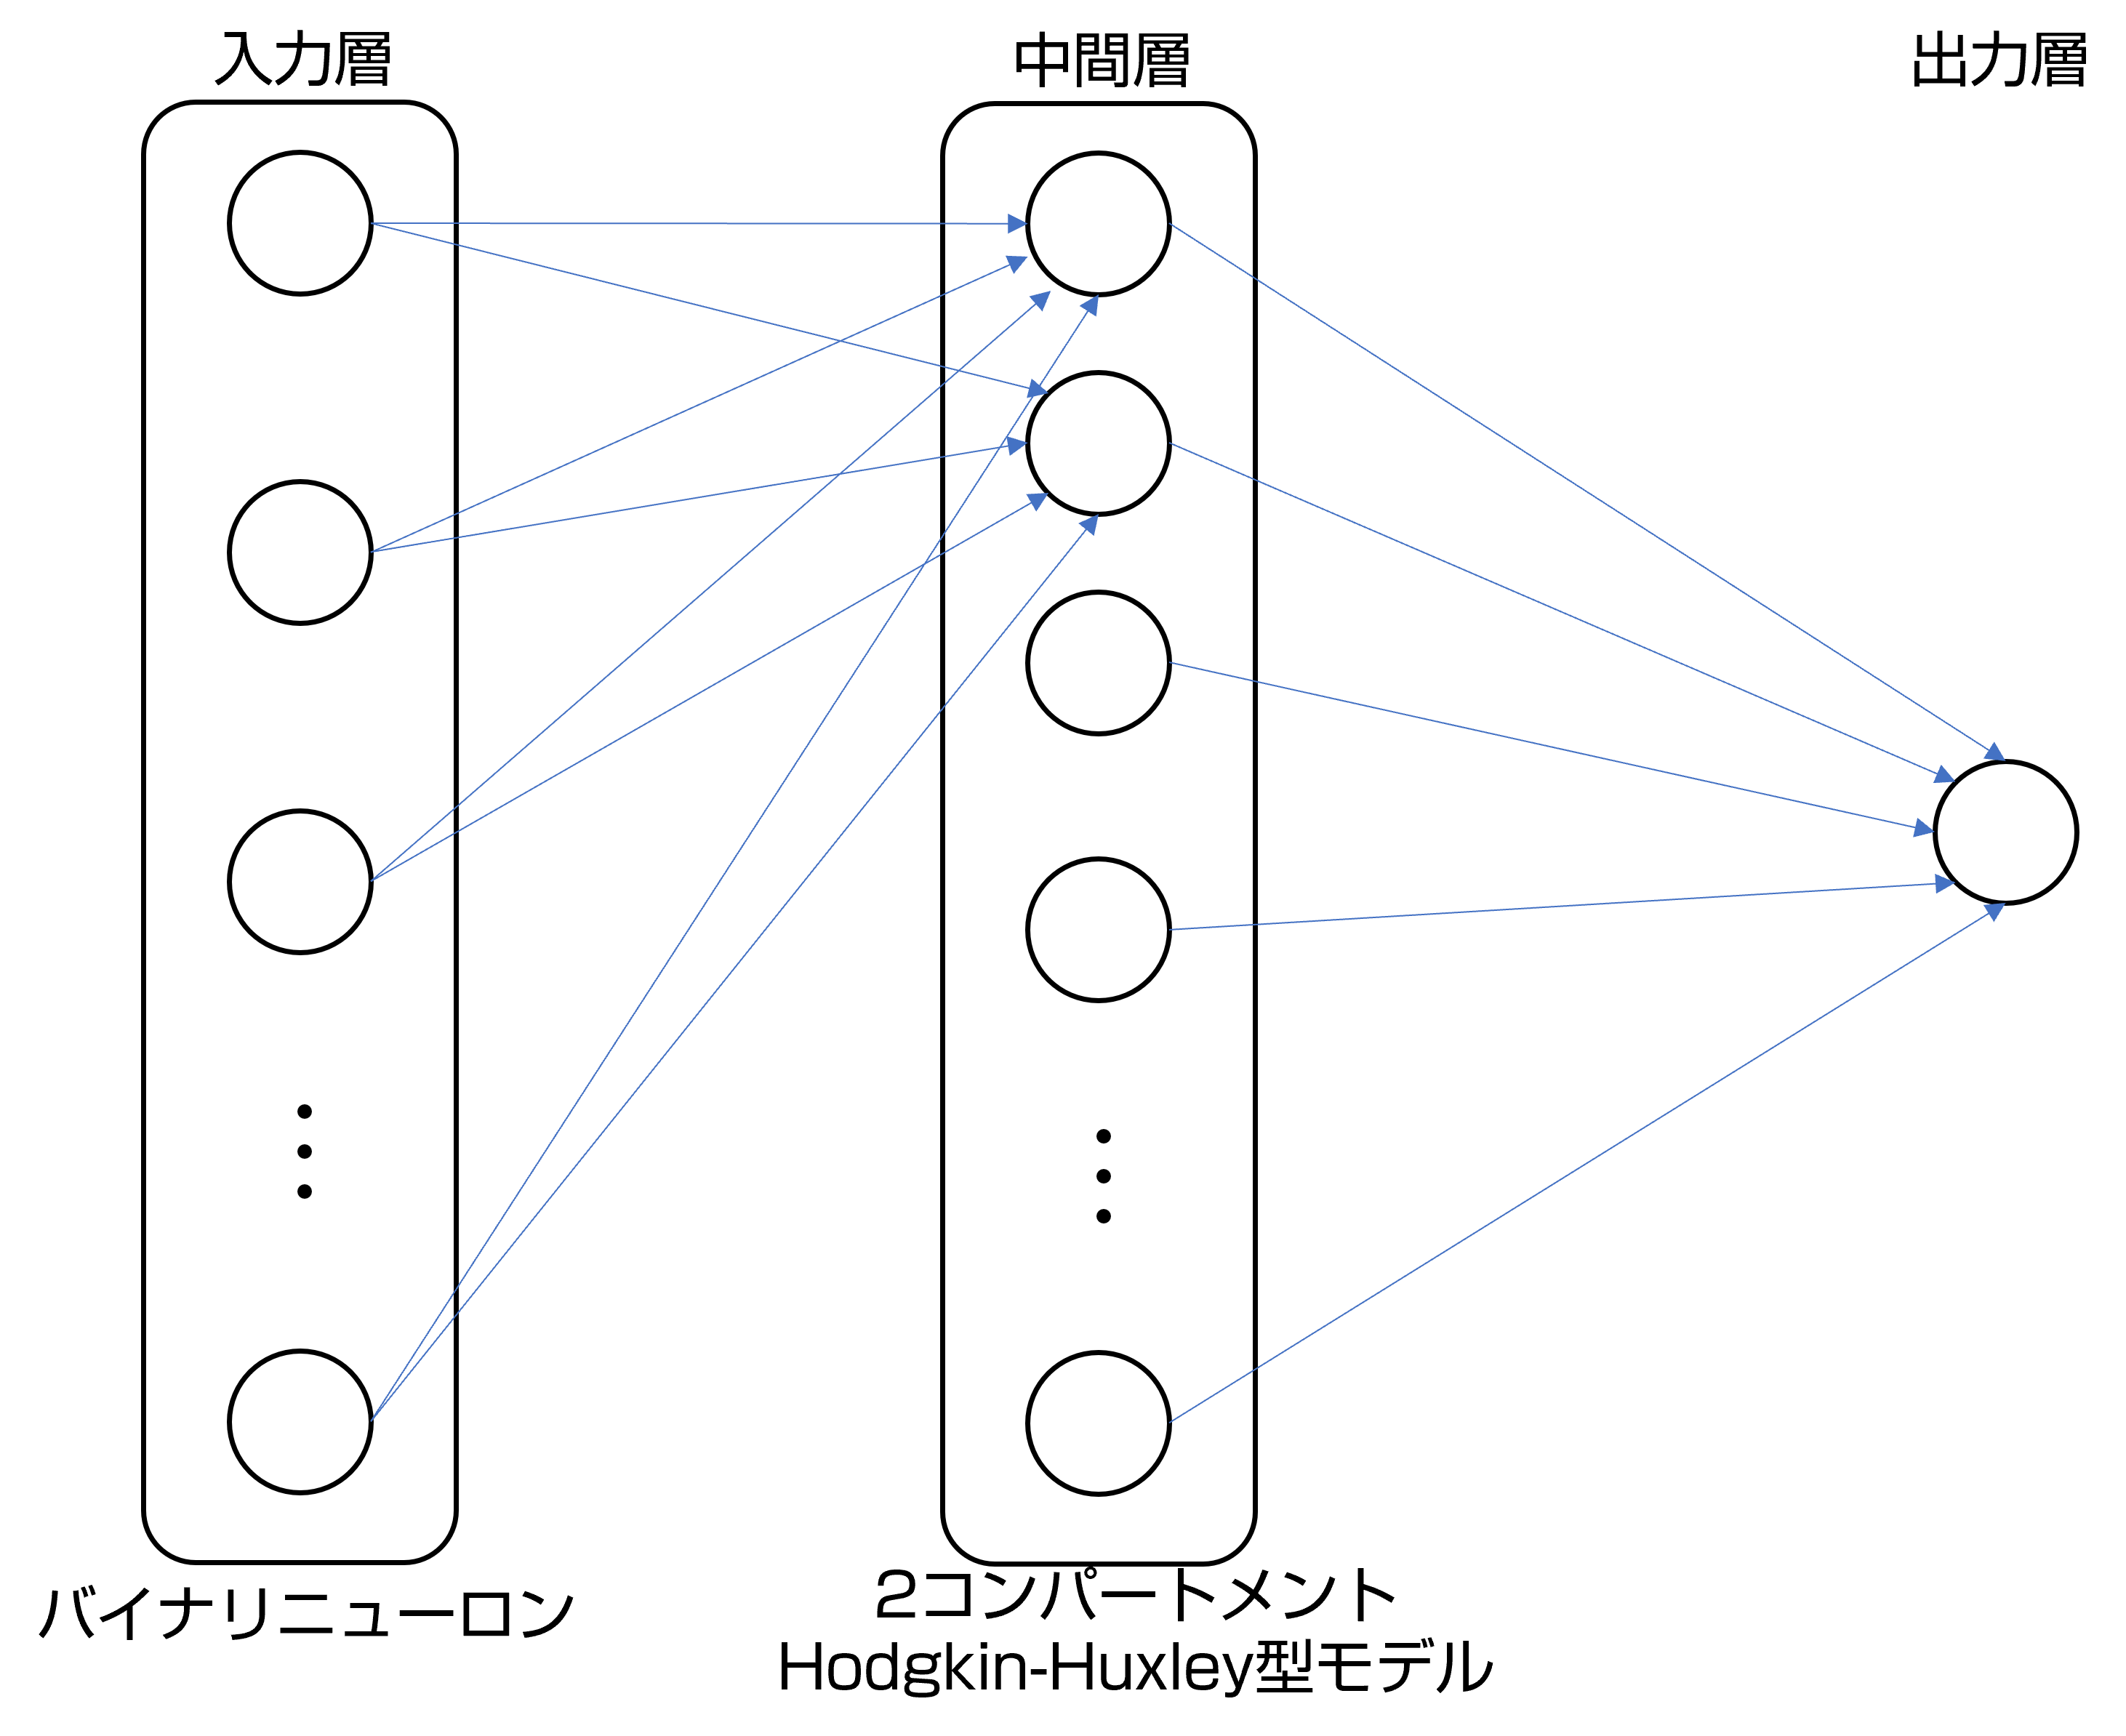 入力層
中間層
出力層
バイナリニューロン
2コンパートメント
Hodgkin-Huxley型モデル